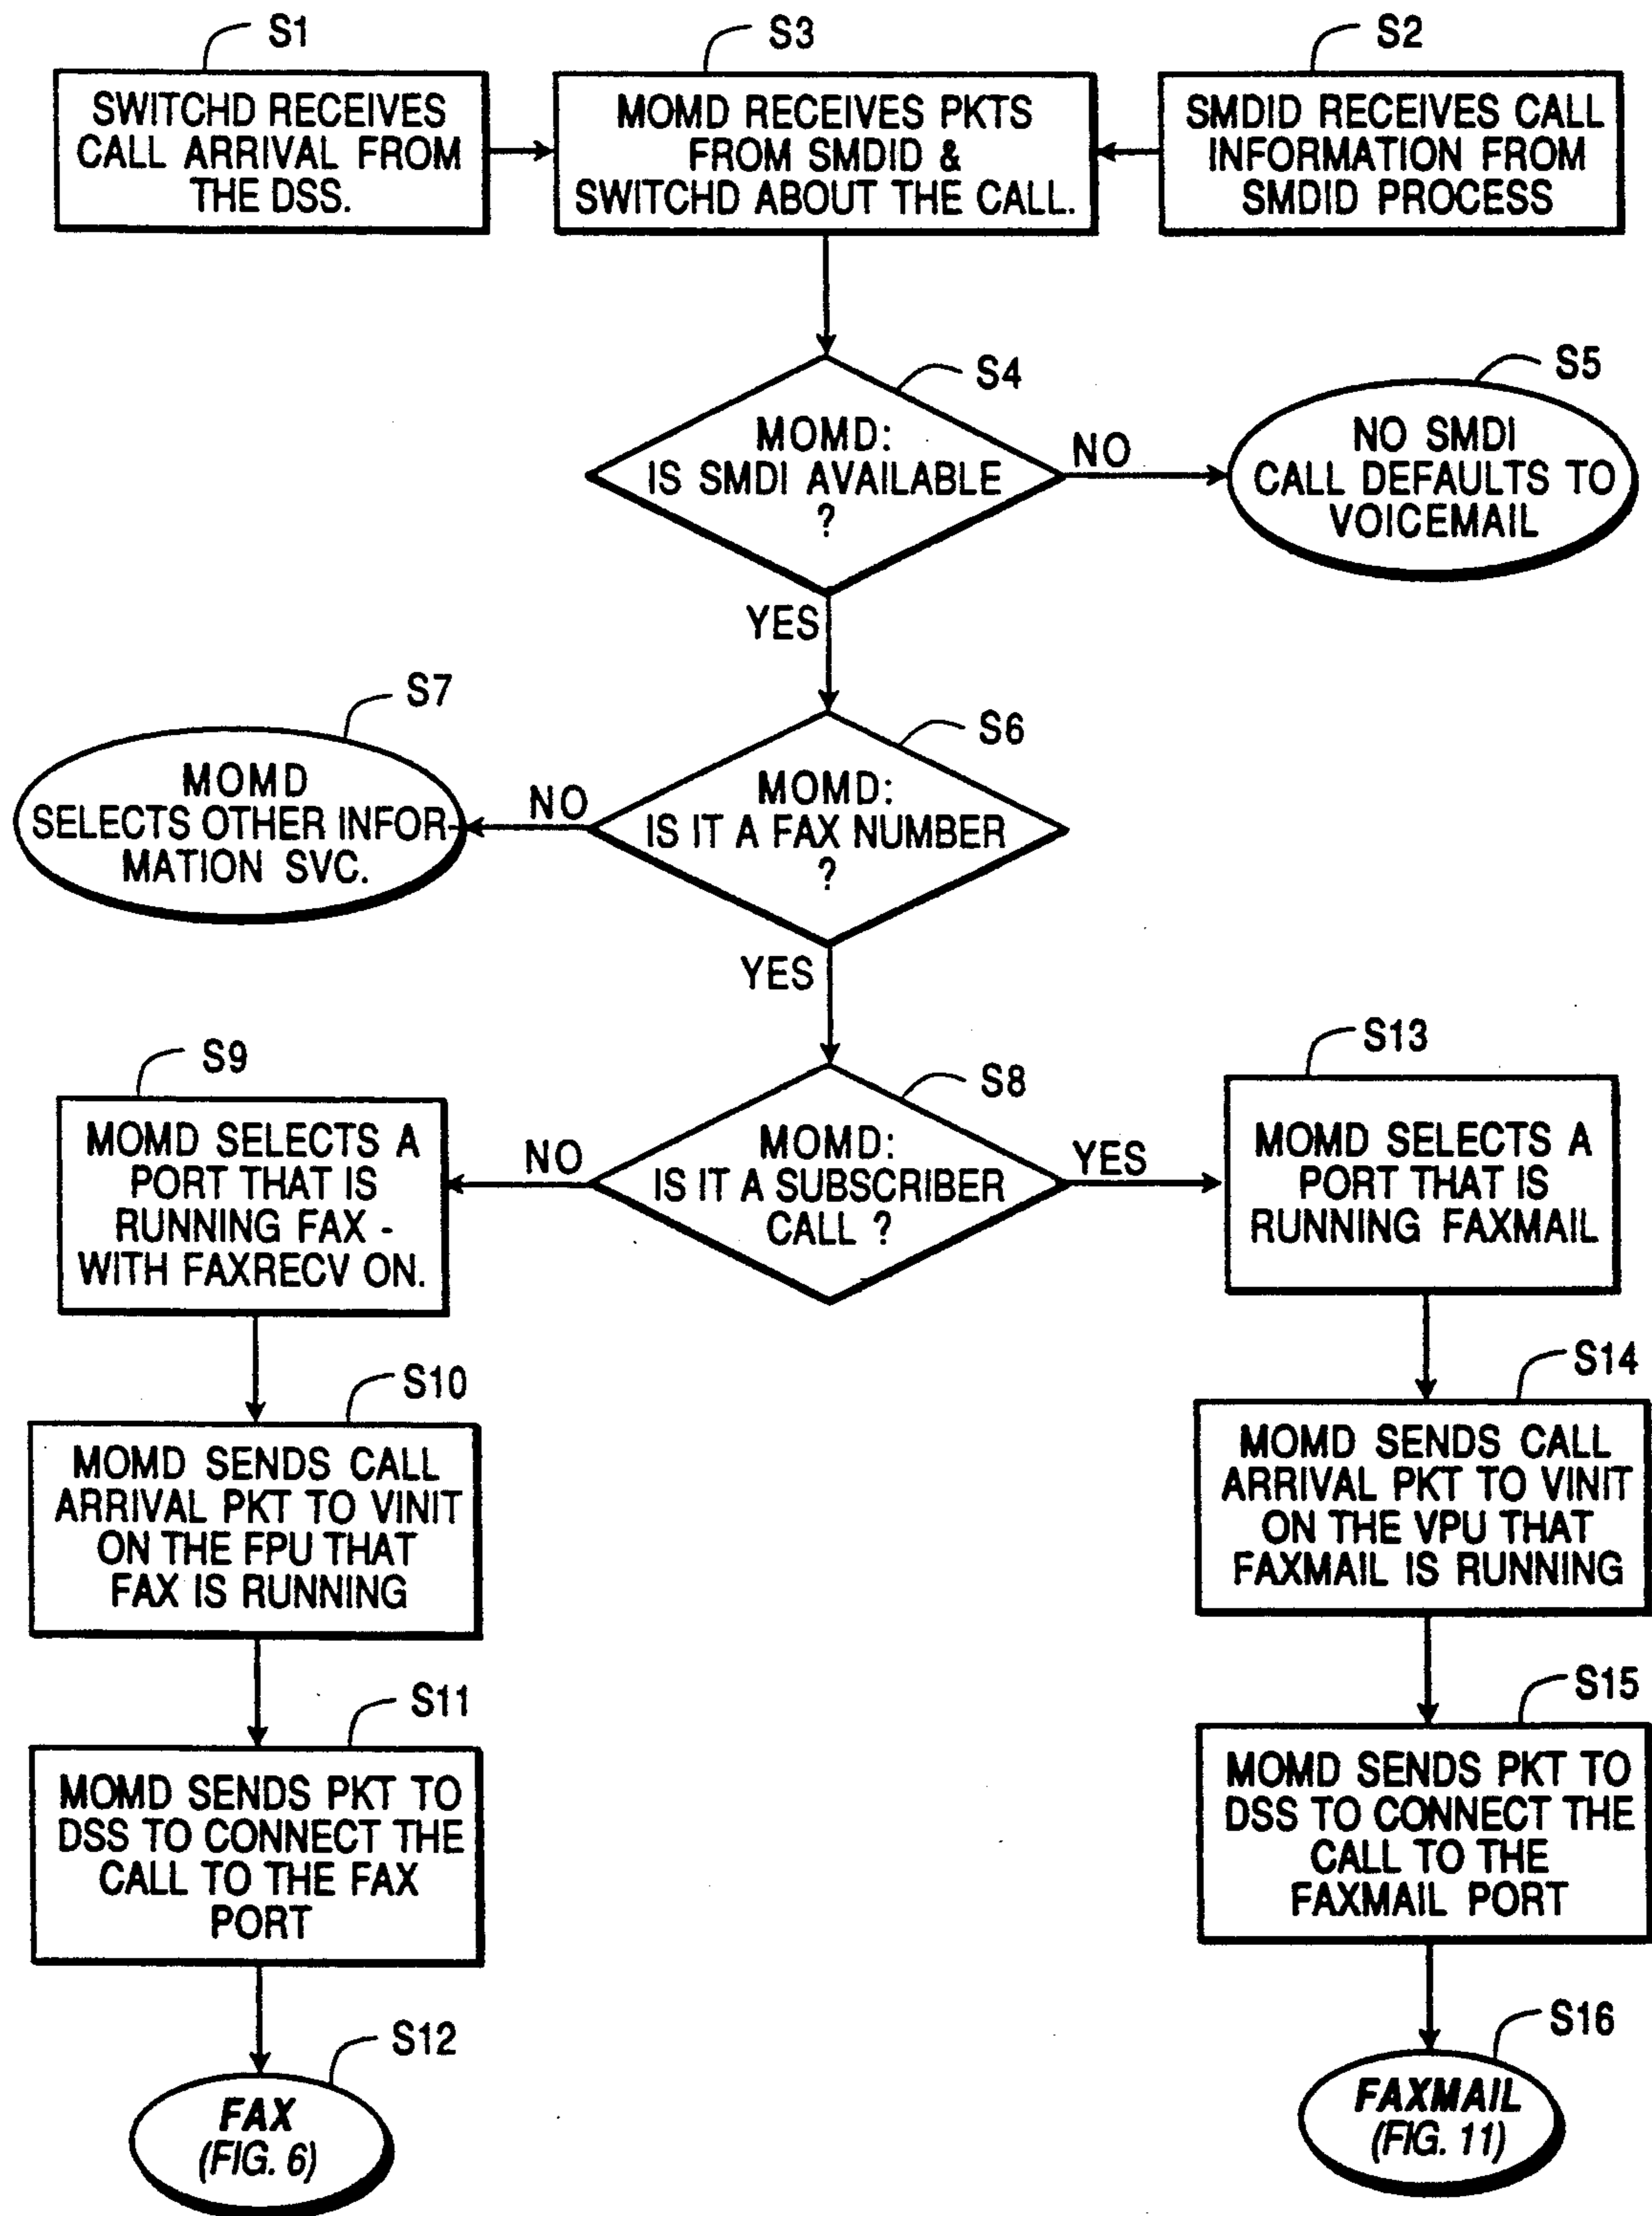 S1
SWITCHD RECEIVES
CALL ARRIVAL FROM
THE DSS.
S3
MOMD RECEIVES PKTS
FROM SMDID &
SWITCHD ABOUT THE CALL.
S2
SMDID RECEIVES CALL
INFORMATION FROM
SMDID PROCESS
S4
MOMD:
IS SMDI AVAILABLE
?
NO
S5
NO SMDI
CALL DEFAULTS TO
VOICEMAIL
YES
S7
MOMD
SELECTS OTHER INFOR-
MATION SVC.
NO
S6
MOMD:
IS IT A FAX NUMBER
?
YES
S9
MOMD SELECTS A
PORT THAT IS
RUNNING FAX -
WITH FAXRECV ON.
NO
S8
MOMD:
IS IT A SUBSCRIBER
CALL ?
YES
S13
MOMD SELECTS A
PORT THAT IS
RUNNING FAXMAIL
S10
MOMD SENDS CALL
ARRIVAL PKT TO VINIT
ON THE FPU THAT
FAX IS RUNNING
S14
MOMD SENDS CALL
ARRIVAL PKT TO VINIT
ON THE VPU THAT
FAXMAIL IS RUNNING
S11
MOMD SENDS PKT TO
DSS TO CONNECT THE
CALL TO THE FAX
PORT
S15
MOMD SENDS PKT TO
DSS TO CONNECT THE
CALL TO THE
FAXMAIL PORT
S12
FAX
(FIG. 6)
S16
FAXMAIL
(FIG. 11)